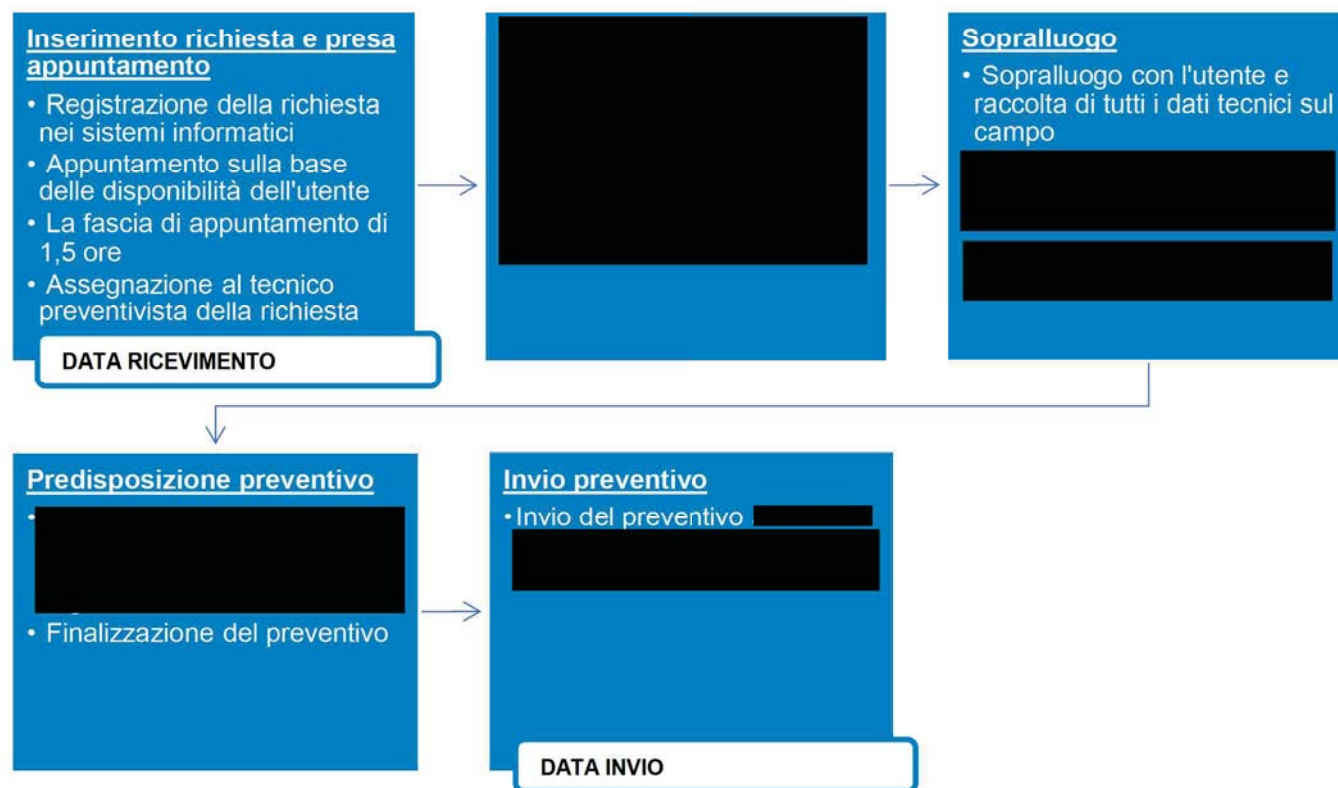 Inserimento richiesta e presa
appuntamento
• Registrazione della richiesta
nei sistemi informatici
• Appuntamento sulla base
delle disponibilità dell'utente
• La fascia di appuntamento di
1,5 ore
• Assegnazione al tecnico
preventivista della richiesta
DATA RICEVIMENTO
Sopralluogo
• Sopralluogo con l'utente e
raccolta di tutti i dati tecnici sul
campo
Predisposizione preventivo
•
• Finalizzazione del preventivo
Invio preventivo
•Invio del preventivo
DATA INVIO